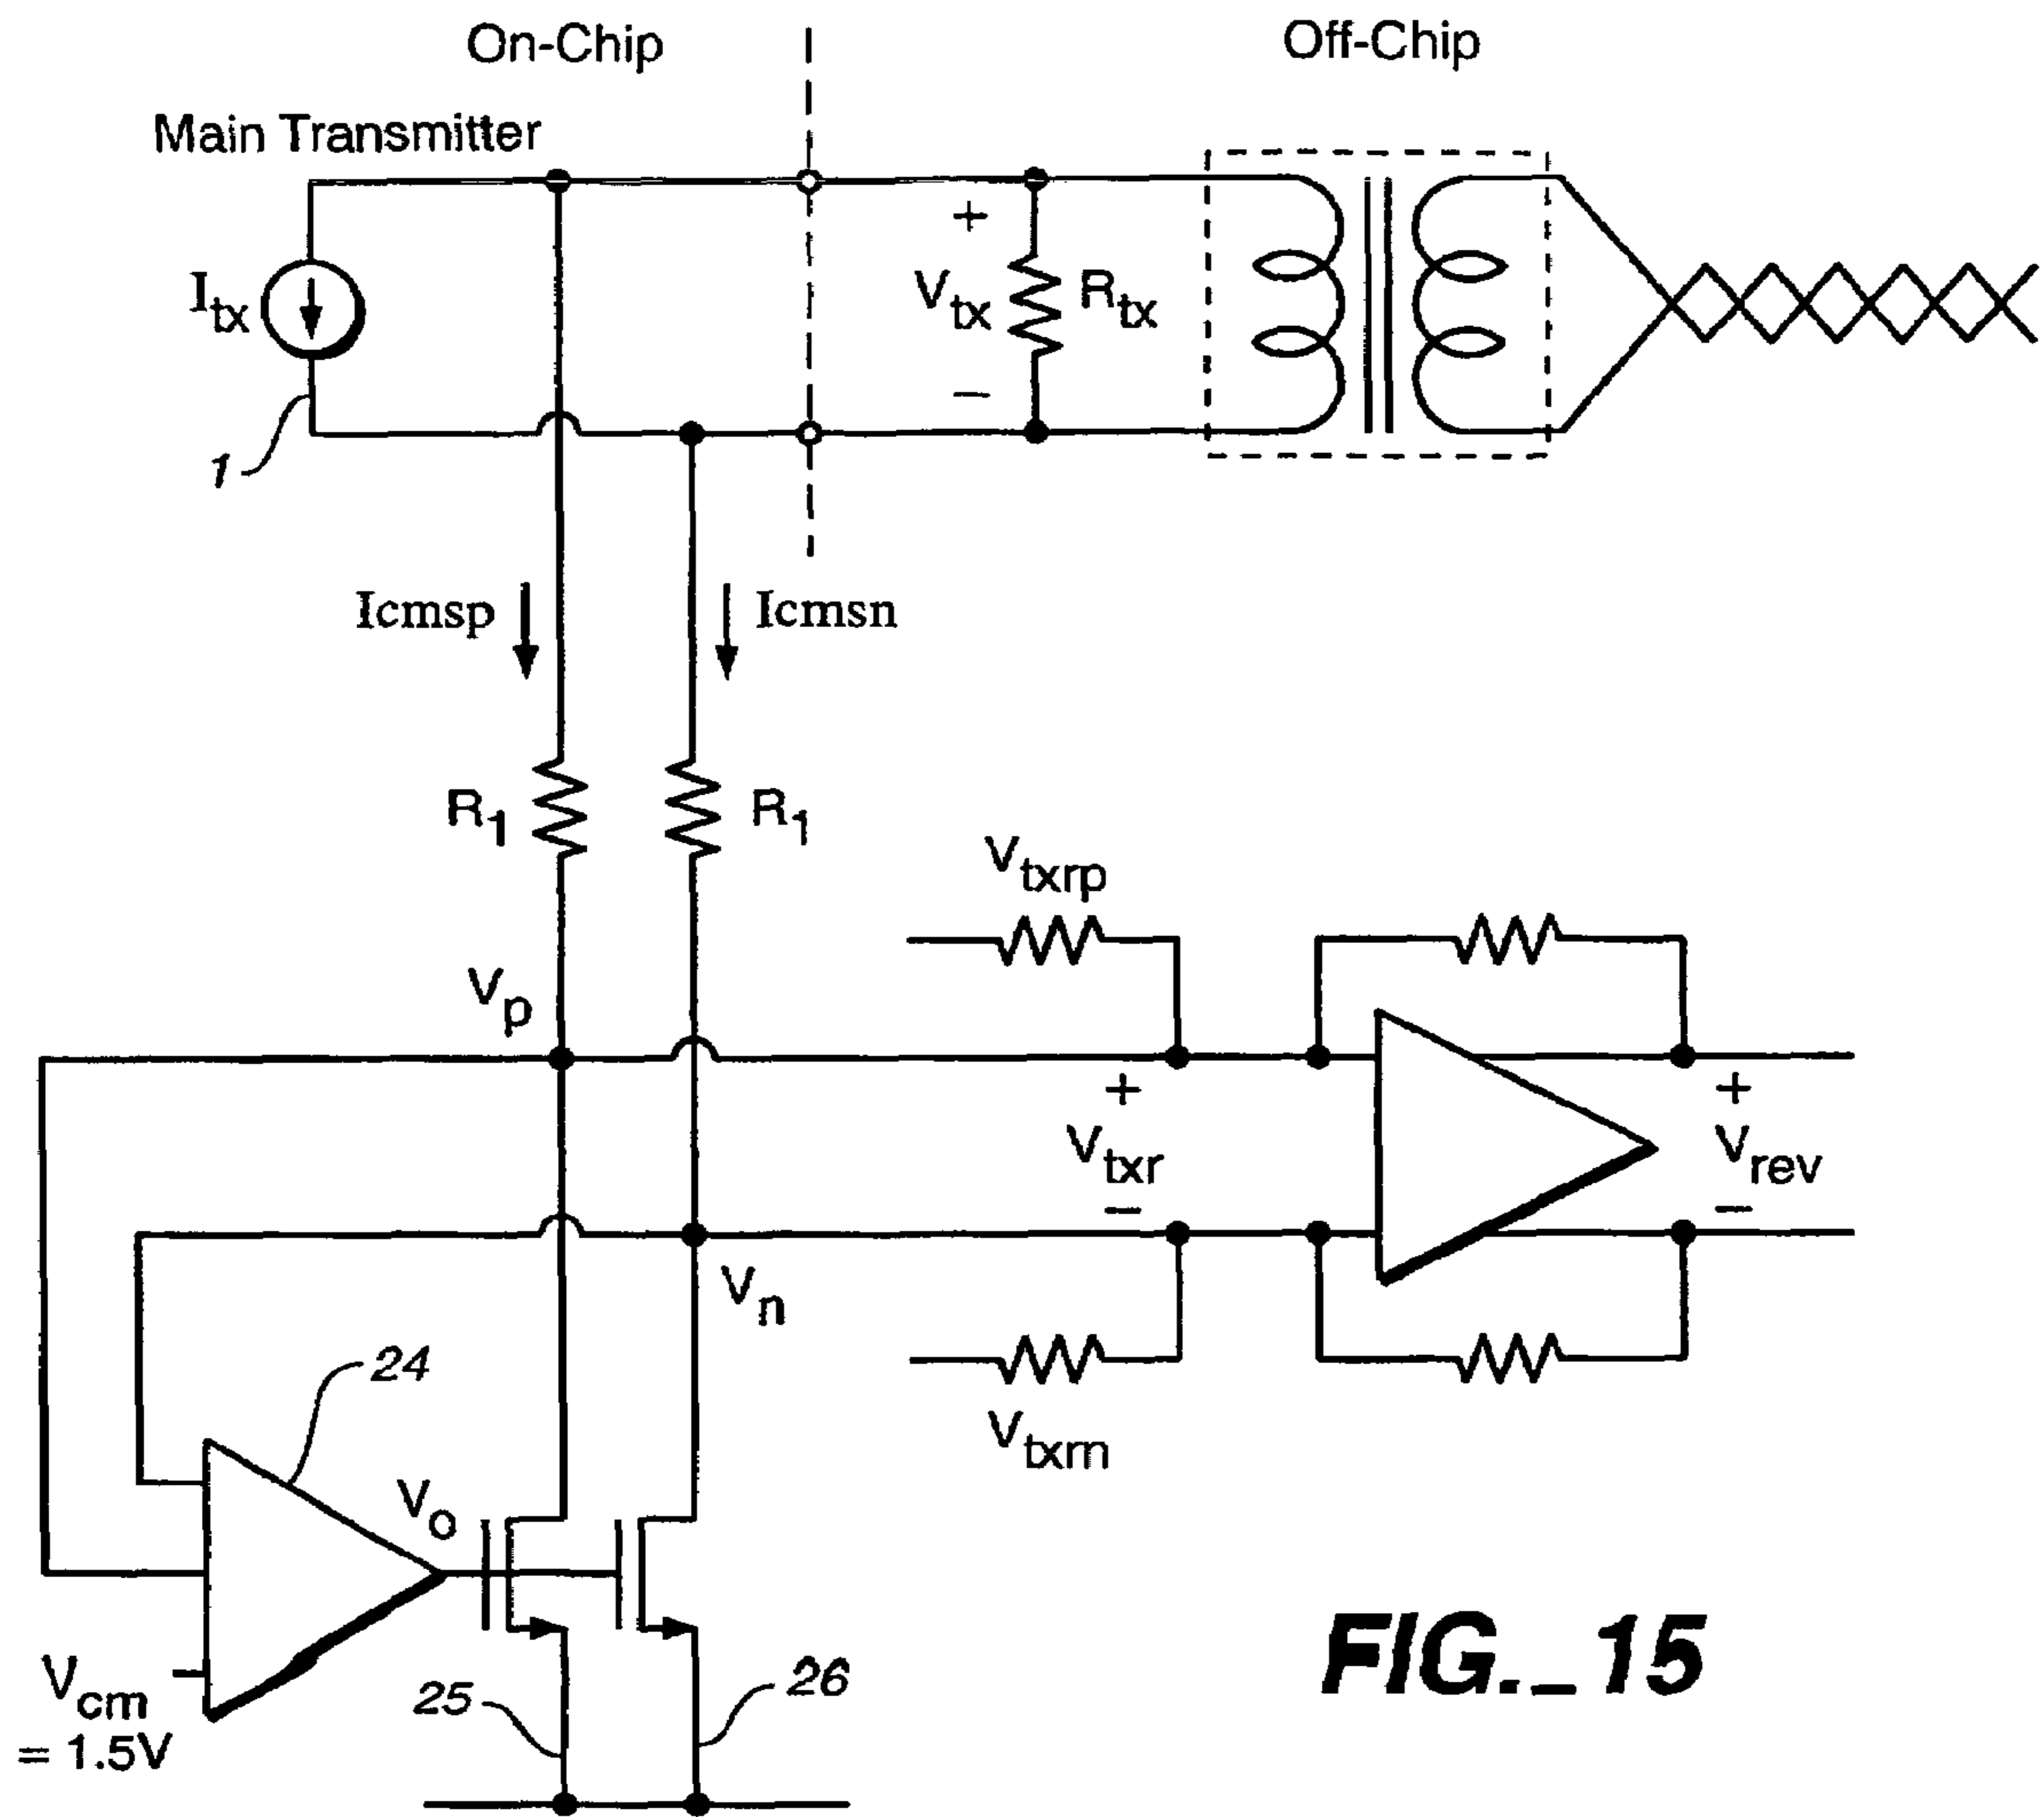 On-Chip
Off-Chip
Main Transmitter
Itx
+
Vtx
Rtx
−
1
Icmsp
Icmsn
R1
R1
Vtxrp
Vp
+
Vtxr
−
+
Vrev
−
Vn
24
Vo
Vtxrn
Vcm
= 1.5V
25
26
FIG._15